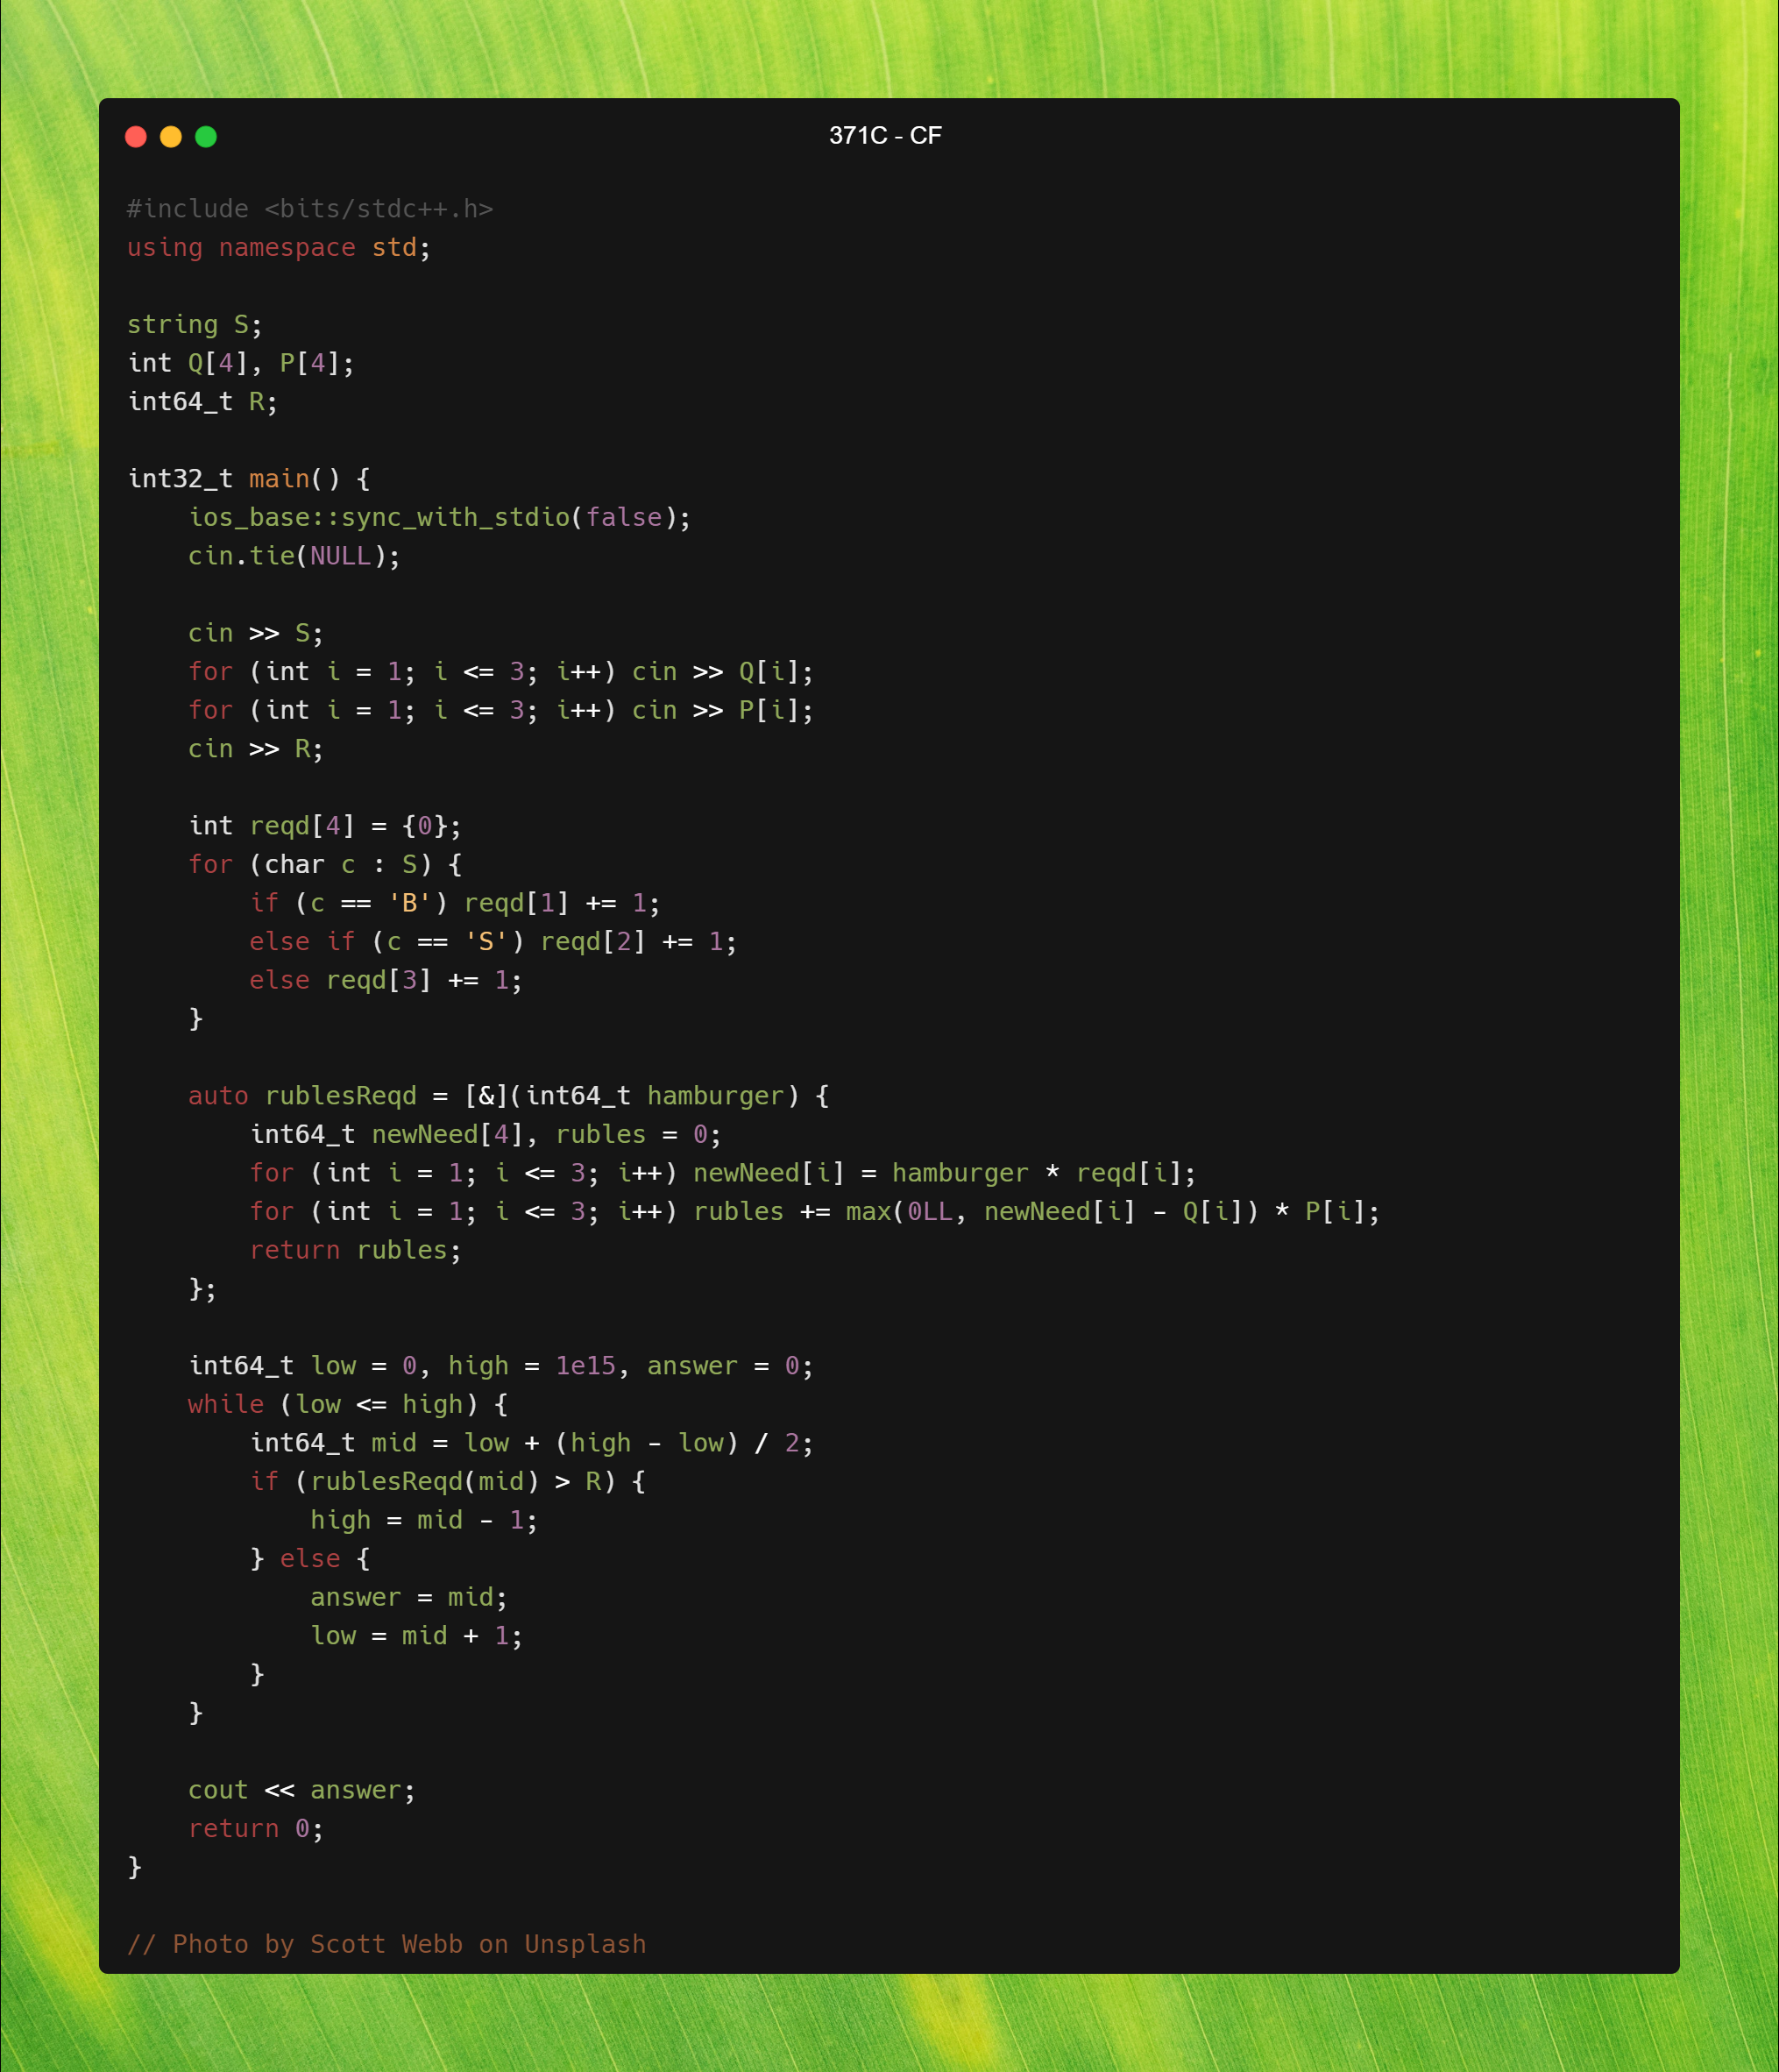 371C - CF
#include <bits/stdc++.h>
using namespace std;

string S;
int Q[4], P[4];
int64_t R;

int32_t main() {
    ios_base::sync_with_stdio(false);
    cin.tie(NULL);

    cin >> S;
    for (int i = 1; i <= 3; i++) cin >> Q[i];
    for (int i = 1; i <= 3; i++) cin >> P[i];
    cin >> R;

    int reqd[4] = {0};
    for (char c : S) {
        if (c == 'B') reqd[1] += 1;
        else if (c == 'S') reqd[2] += 1;
        else reqd[3] += 1;
    }

    auto rublesReqd = [&](int64_t hamburger) {
        int64_t newNeed[4], rubles = 0;
        for (int i = 1; i <= 3; i++) newNeed[i] = hamburger * reqd[i];
        for (int i = 1; i <= 3; i++) rubles += max(0LL, newNeed[i] - Q[i]) * P[i];
        return rubles;
    };

    int64_t low = 0, high = 1e15, answer = 0;
    while (low <= high) {
        int64_t mid = low + (high - low) / 2;
        if (rublesReqd(mid) > R) {
            high = mid - 1;
        } else {
            answer = mid;
            low = mid + 1;
        }
    }

    cout << answer;
    return 0;
}

// Photo by Scott Webb on Unsplash